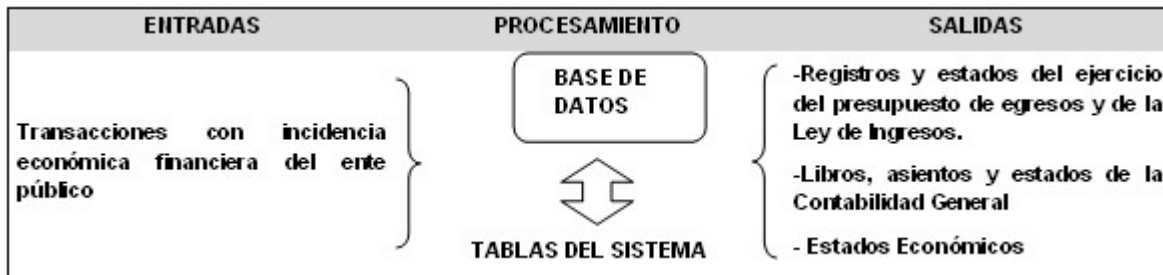 ENTRADAS
PROCESAMIENTO
SALIDAS
Transacciones con incidencia
económica financiera del ente
público
BASE DE
DATOS
TABLAS DEL SISTEMA
-Registros y estados del ejercicio
del presupuesto de egresos y de la
Ley de Ingresos.
-Libros, asientos y estados de la
Contabilidad General
- Estados Económicos